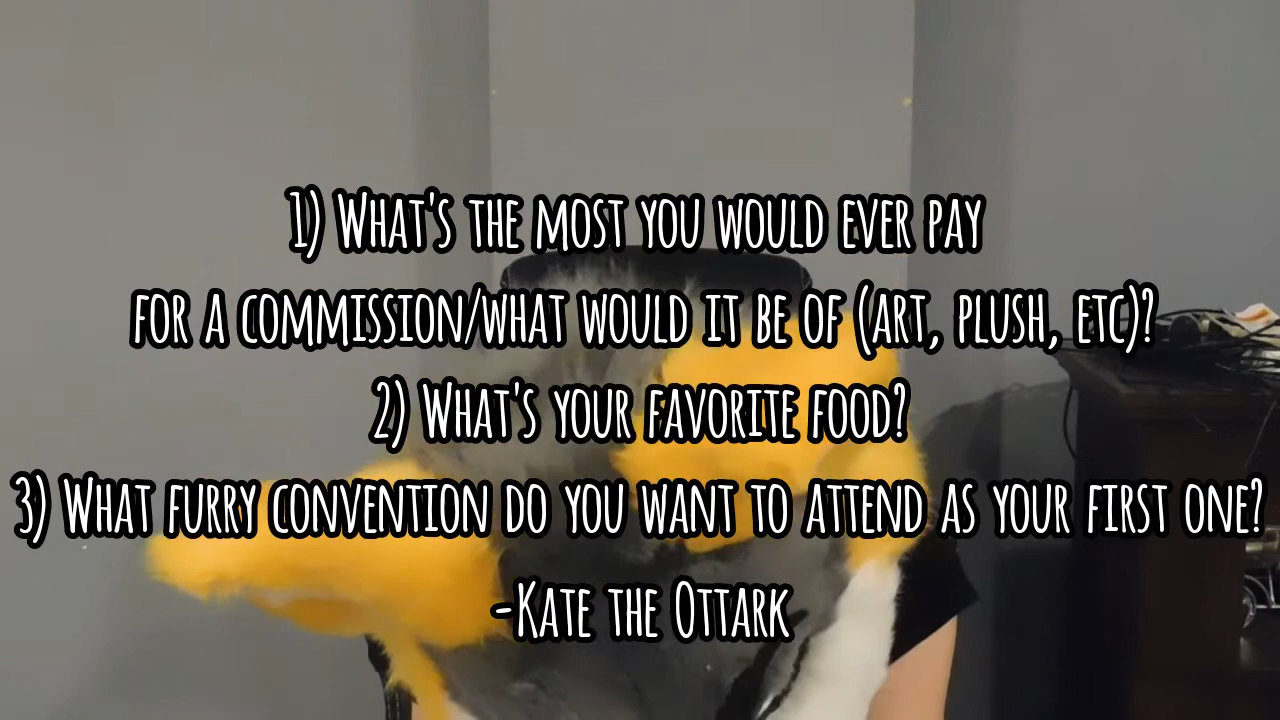 1) What's the most you would ever pay
for a commission/what would it be of (art, plush, etc)?
2) What's your favorite food?
3) What furry convention do you want to attend as your first one?
-Kate the Ottark